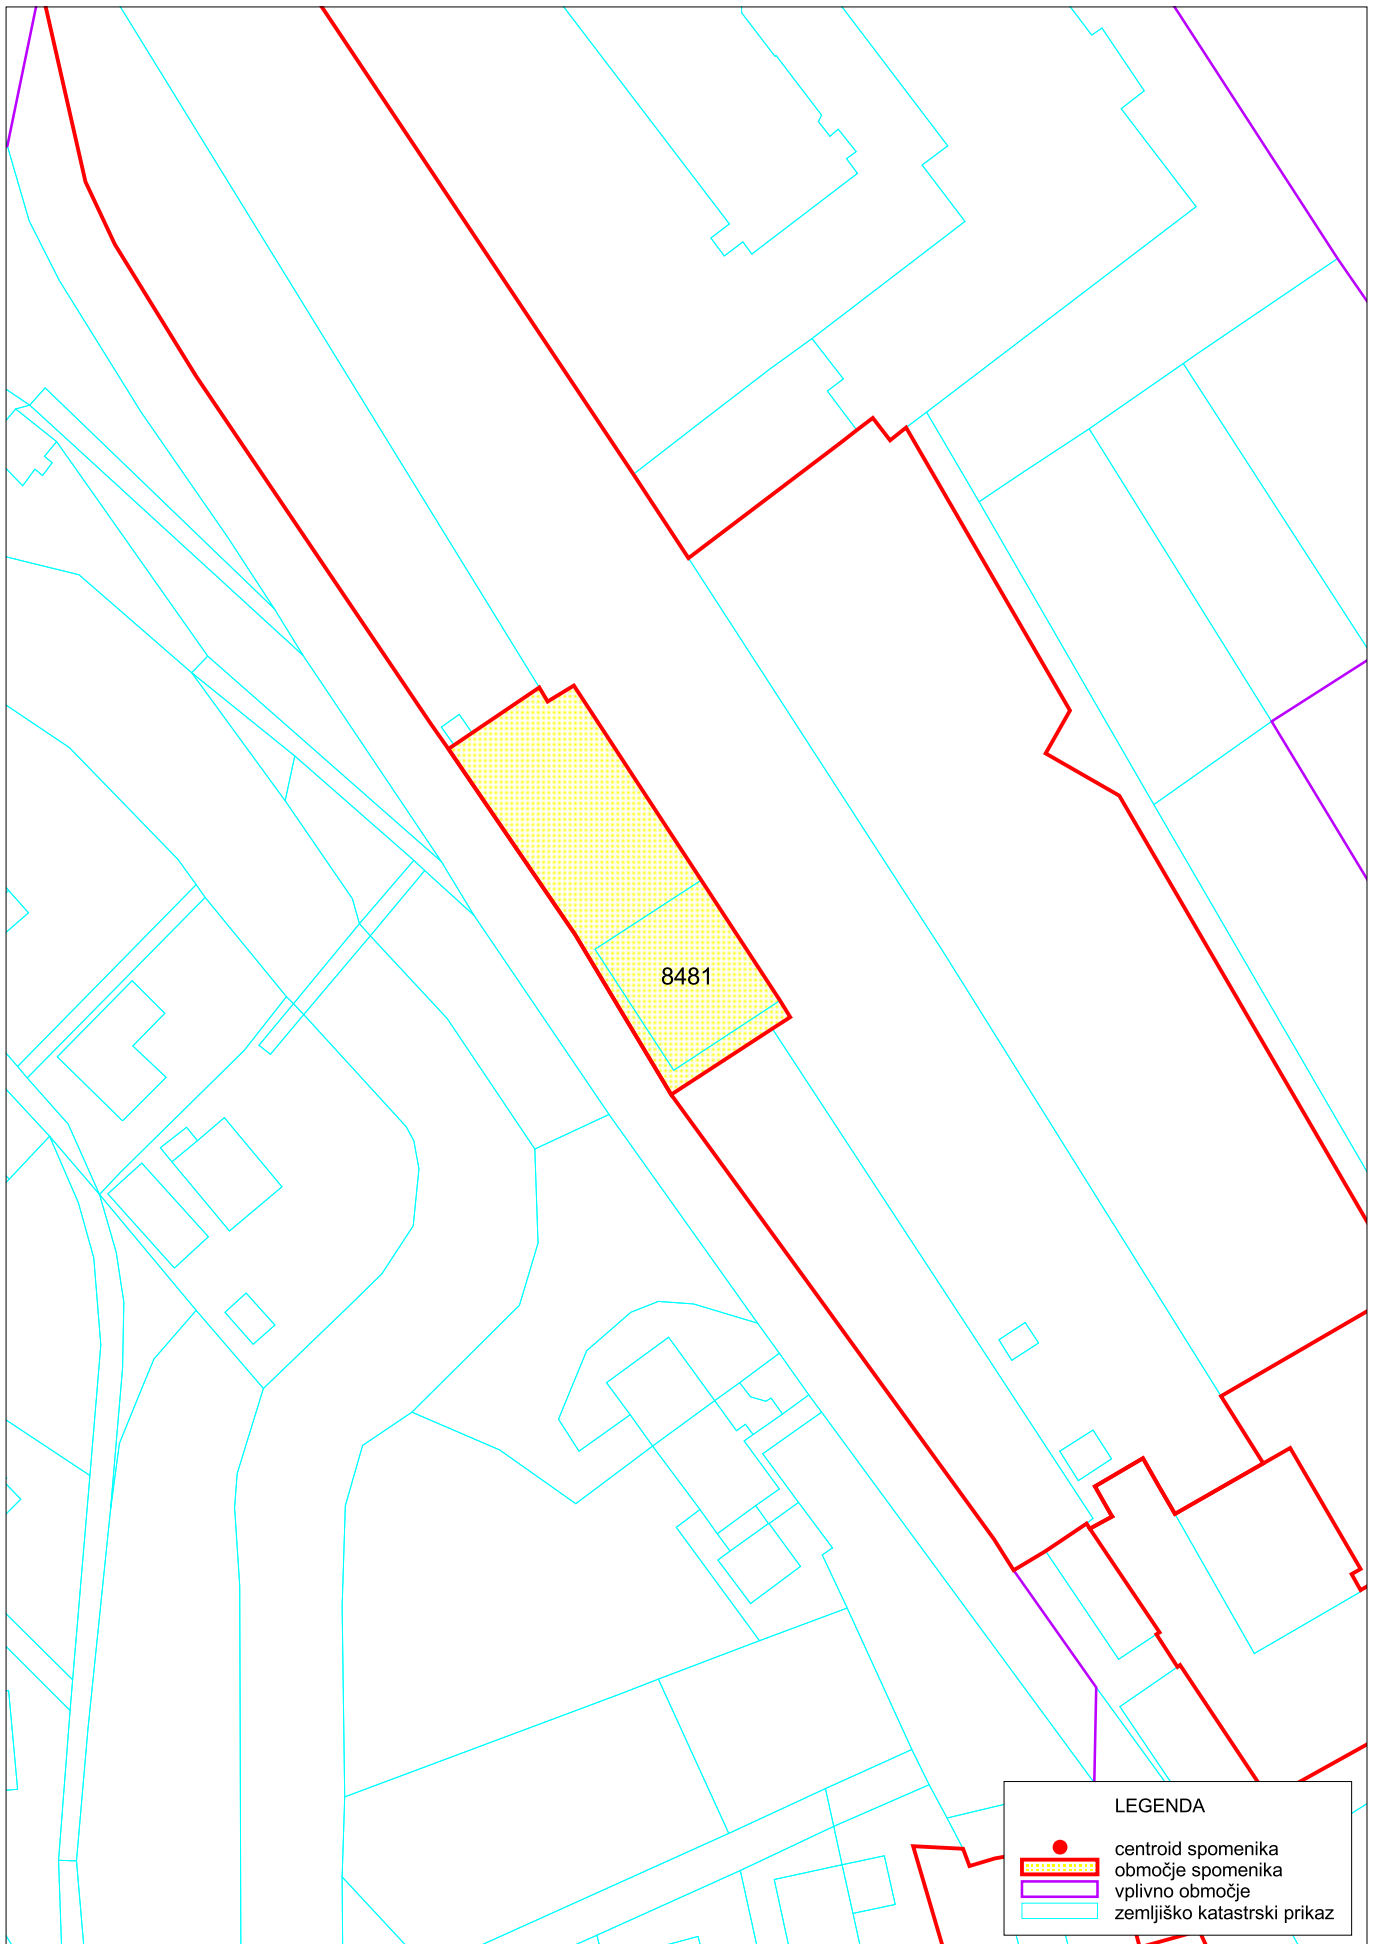 8481
LEGENDA
centroid spomenika
območje spomenika
vplivno območje
zemljiško katastrski prikaz